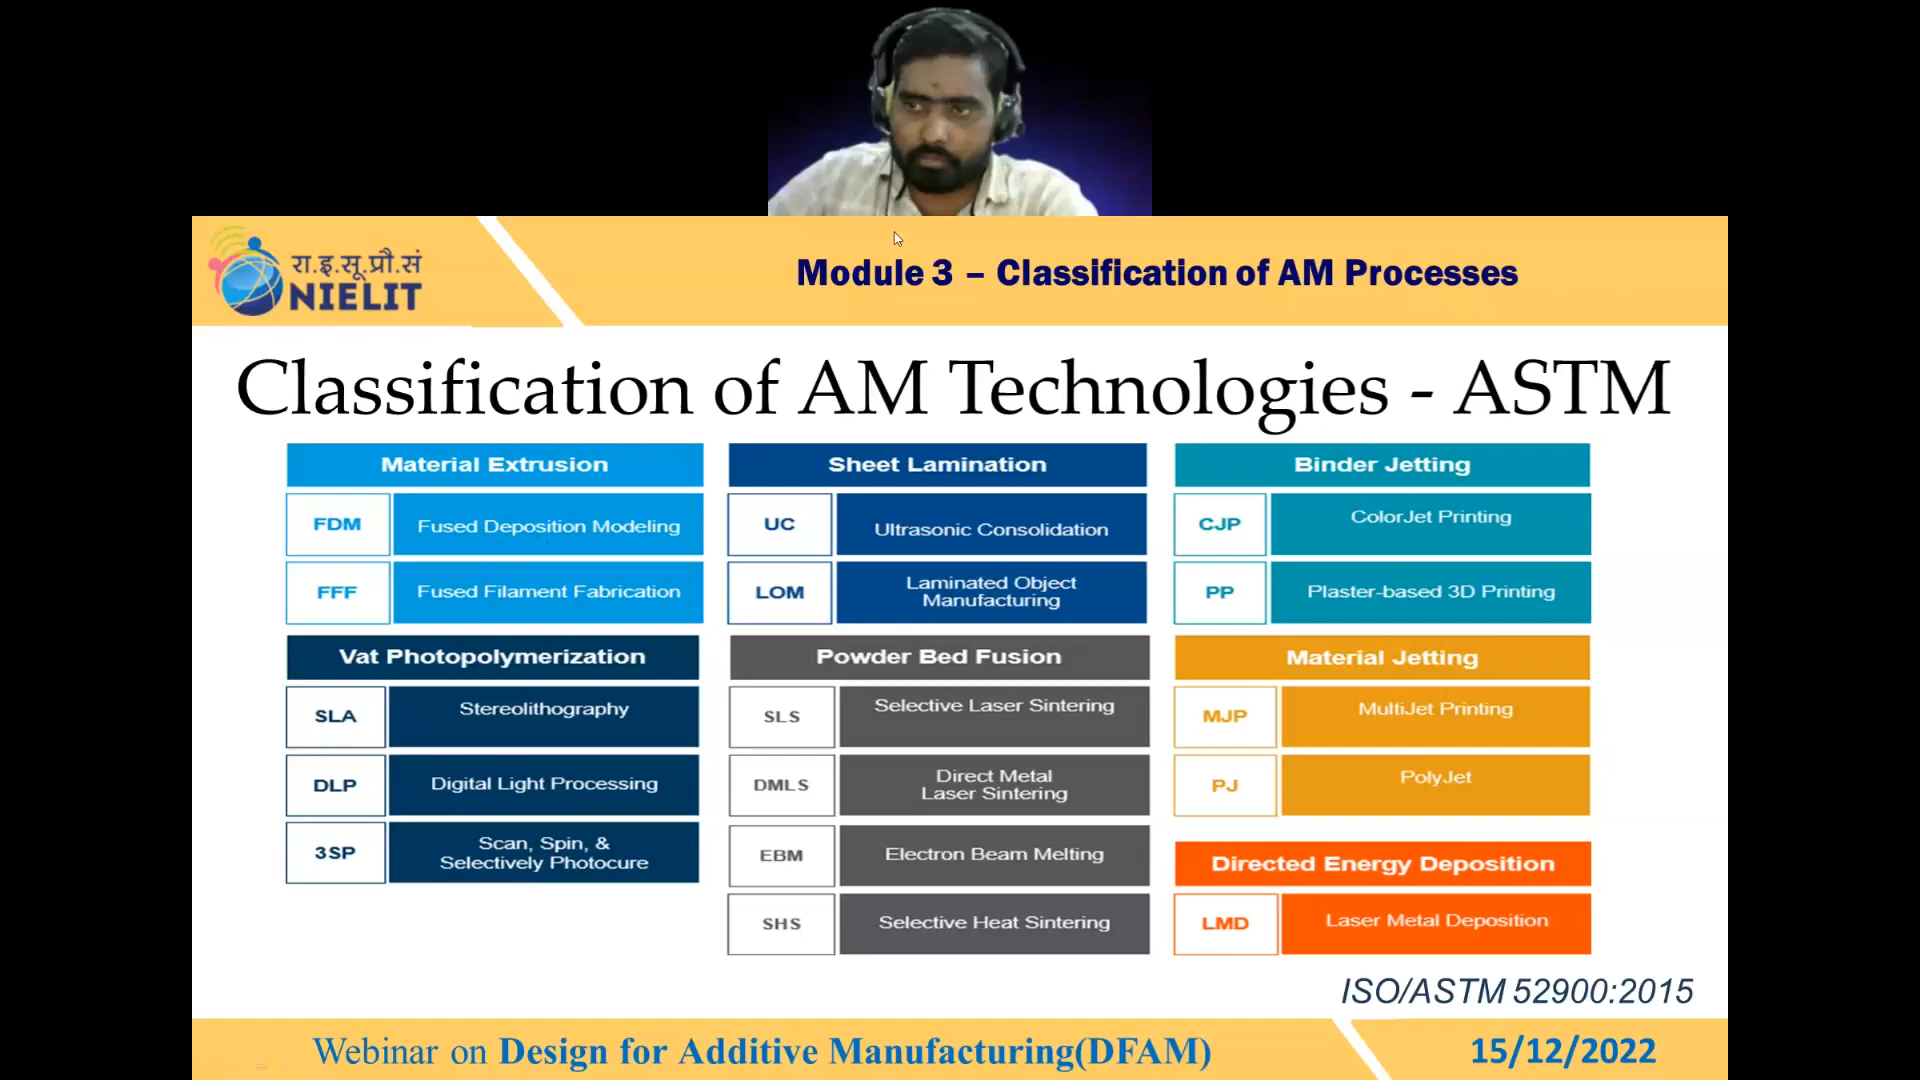 रा.इ.सू.प्रौ.सं
NIELIT
Module 3 – Classification of AM Processes
Classification of AM Technologies - ASTM
Material Extrusion
FDM
Fused Deposition Modeling
FFF
Fused Filament Fabrication
Sheet Lamination
UC
Ultrasonic Consolidation
LOM
Laminated Object
Manufacturing
Binder Jetting
CJP
ColorJet Printing
PP
Plaster-based 3D Printing
Vat Photopolymerization
SLA
Stereolithography
DLP
Digital Light Processing
3SP
Scan, Spin, &
Selectively Photocure
Powder Bed Fusion
SLS
Selective Laser Sintering
DMLS
Direct Metal
Laser Sintering
EBM
Electron Beam Melting
SHS
Selective Heat Sintering
Material Jetting
MJP
MultiJet Printing
PJ
PolyJet
Directed Energy Deposition
LMD
Laser Metal Deposition
ISO/ASTM 52900:2015
Webinar on Design for Additive Manufacturing(DFAM)
15/12/2022